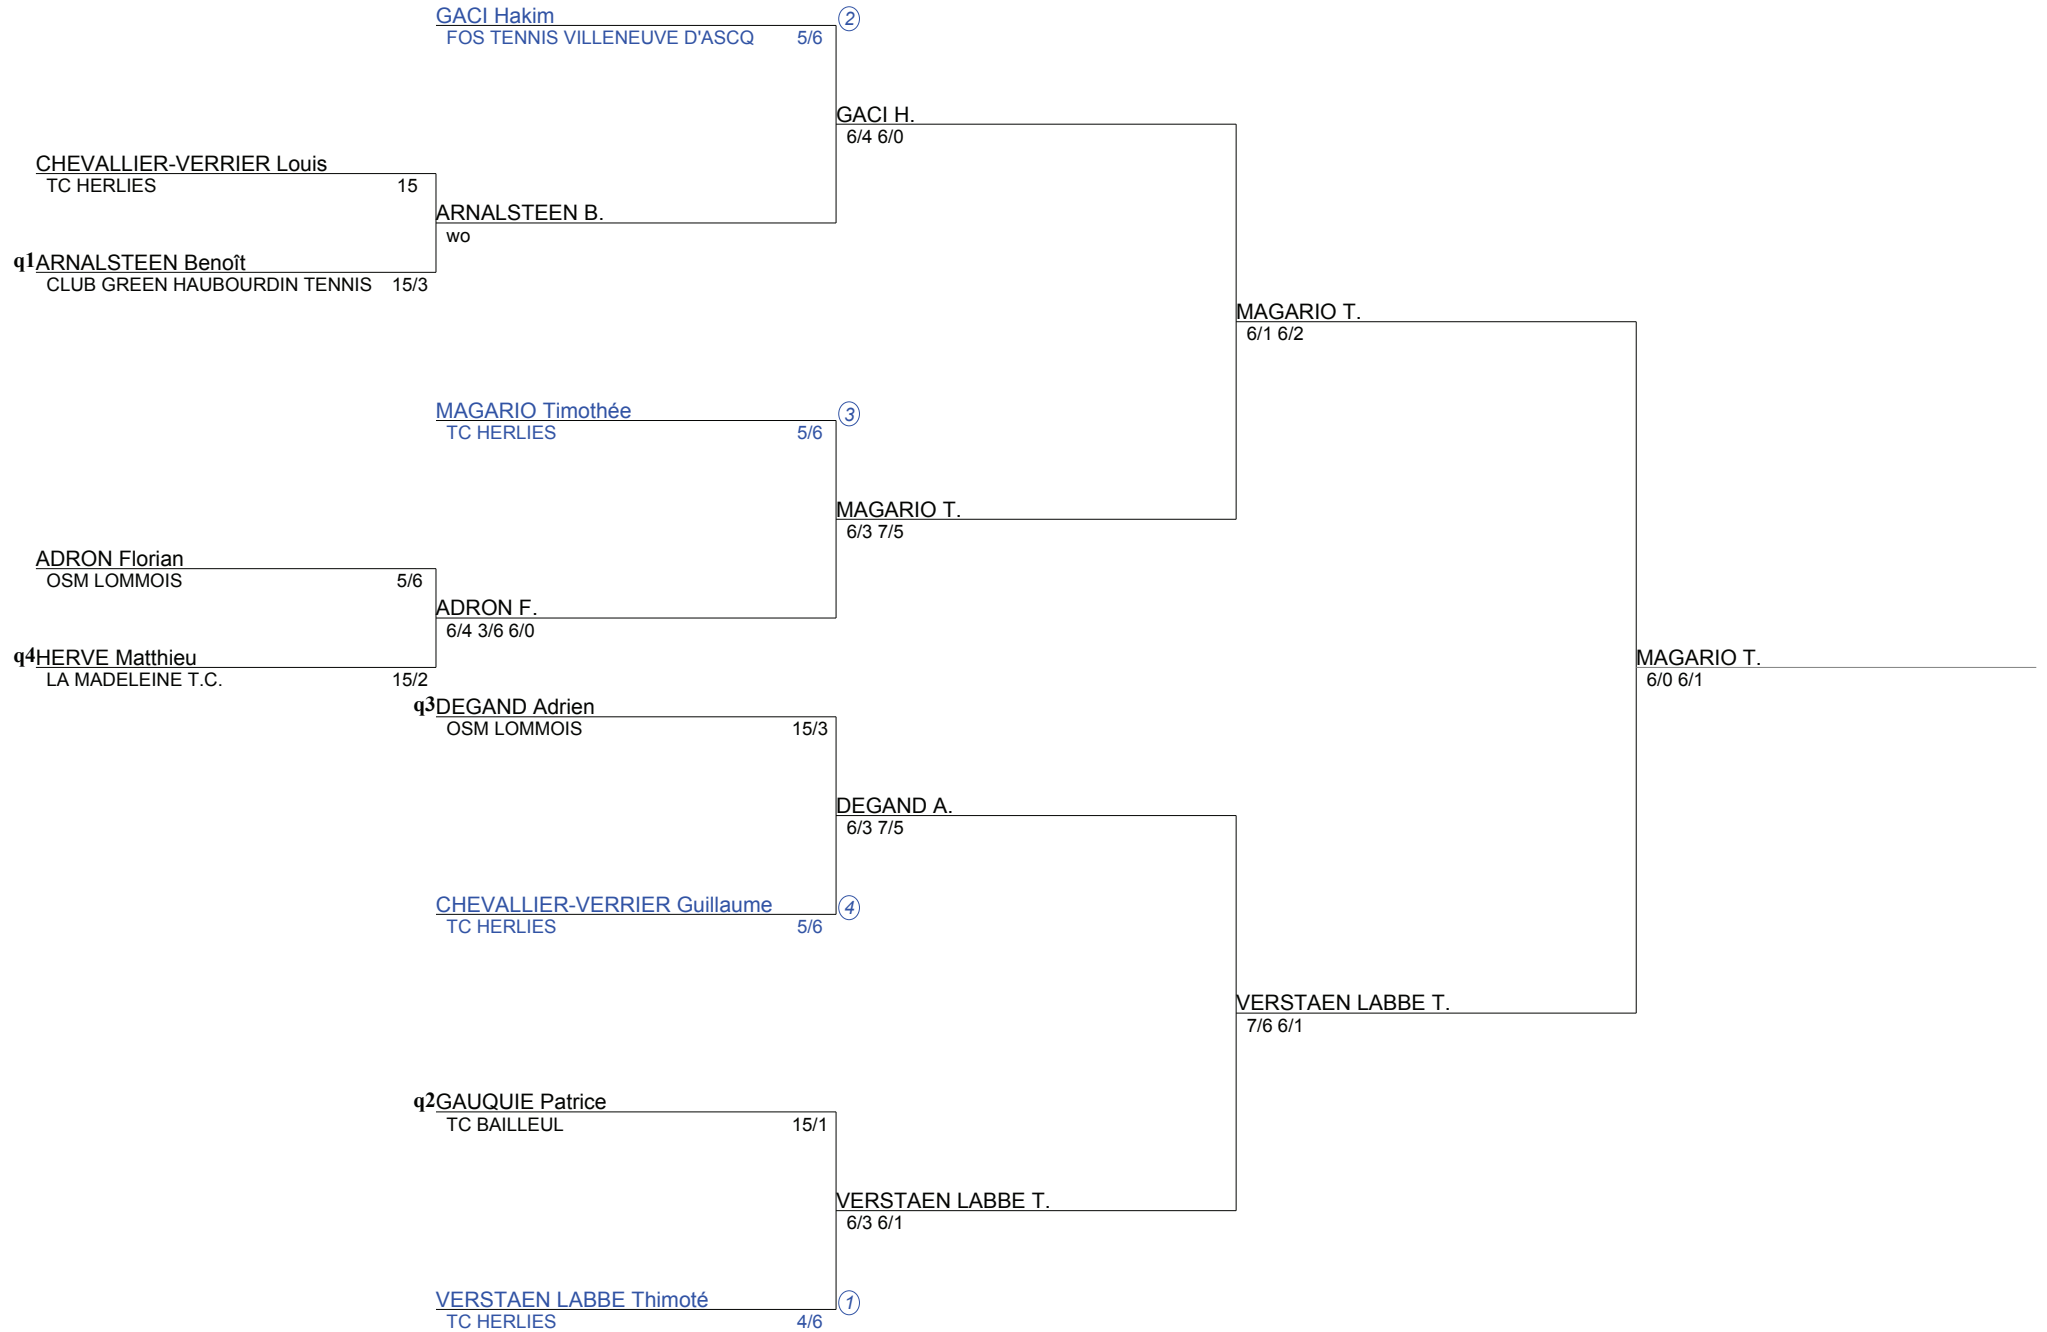 GACI Hakim 2
FOS TENNIS VILLENEUVE D'ASCQ 5/6
GACI H.
6/4 6/0
CHEVALLIER-VERRIER Louis
TC HERLIES 15
ARNALSTEEN B.
wo
q1 ARNALSTEEN Benoît
CLUB GREEN HAUBOURDIN TENNIS 15/3
MAGARIO T.
6/1 6/2
MAGARIO Timothée 3
TC HERLIES 5/6
MAGARIO T.
6/3 7/5
ADRON Florian
OSM LOMMOIS 5/6
ADRON F.
6/4 3/6 6/0
q4 HERVE Matthieu
LA MADELEINE T.C. 15/2
MAGARIO T.
6/0 6/1
q3 DEGAND Adrien
OSM LOMMOIS 15/3
DEGAND A.
6/3 7/5
CHEVALLIER-VERRIER Guillaume 4
TC HERLIES 5/6
VERSTAEN LABBE T.
7/6 6/1
q2 GAUQUIE Patrice
TC BAILLEUL 15/1
VERSTAEN LABBE T.
6/3 6/1
VERSTAEN LABBE Thimoté 1
TC HERLIES 4/6